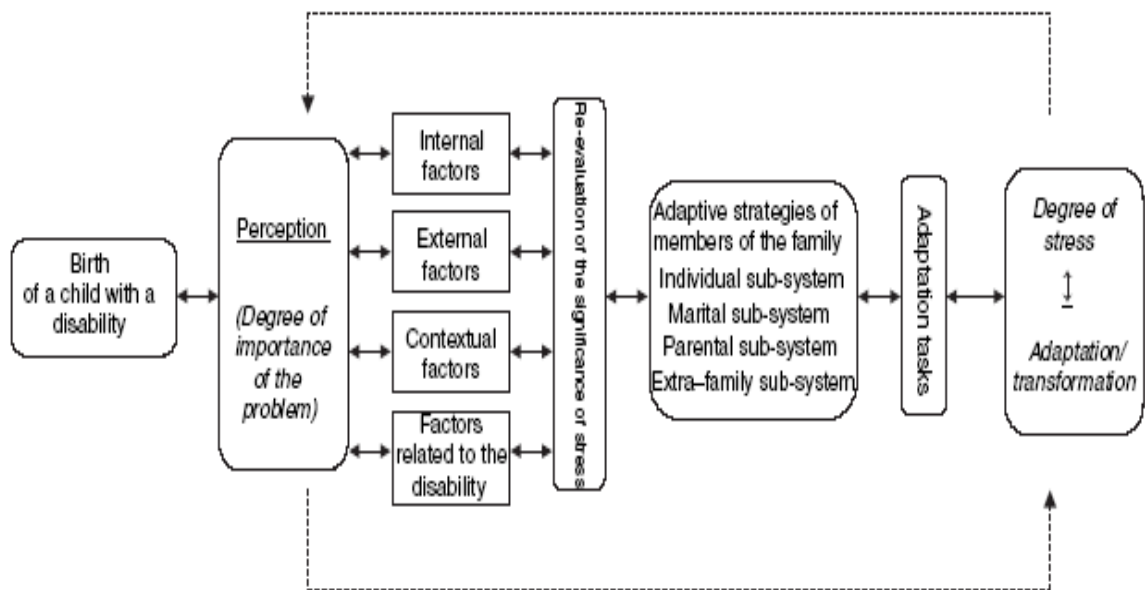 Birth
of a child with a
disability
Perception
(Degree of
importance
of the
problem)
Internal
factors
External
factors
Contextual
factors
Factors
related to the
disability
Re-evaluation of the significance of stress
Adaptive strategies of
members of the family
Individual sub-system
Marital sub-system
Parental sub-system
Extra–family sub-system
Adaptation tasks
Degree of
stress
Adaptation/
transformation